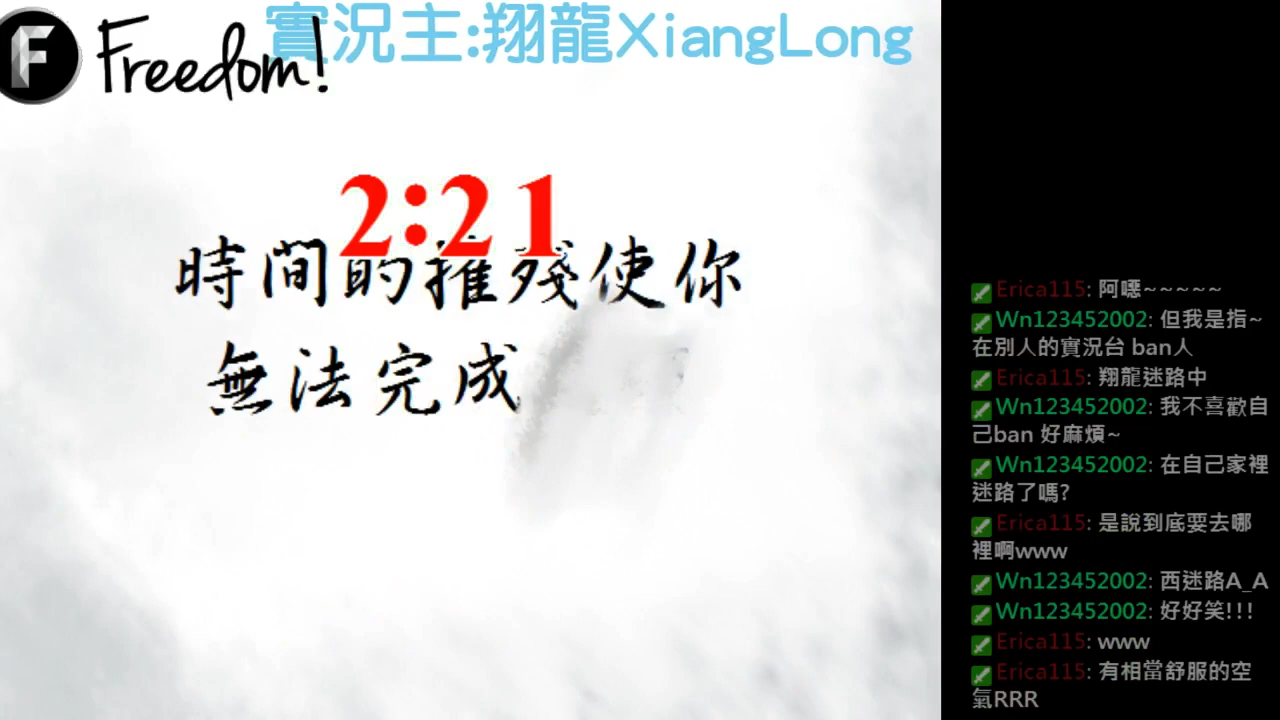 F Freedom!
實況主:翔龍XiangLong
2:21
時間的摧殘使你
無法完成
Erica115: 阿噁~~~~~
Wn123452002: 但我是指~
在別人的實況台 ban人
Erica115: 翔龍迷路中
Wn123452002: 我不喜歡自
己ban 好麻煩~
Wn123452002: 在自己家裡
迷路了嗎?
Erica115: 是說到底要去哪
裡啊www
Wn123452002: 西迷路A_A
Wn123452002: 好好笑!!!
Erica115: www
Erica115: 有相當舒服的空
氣RRR